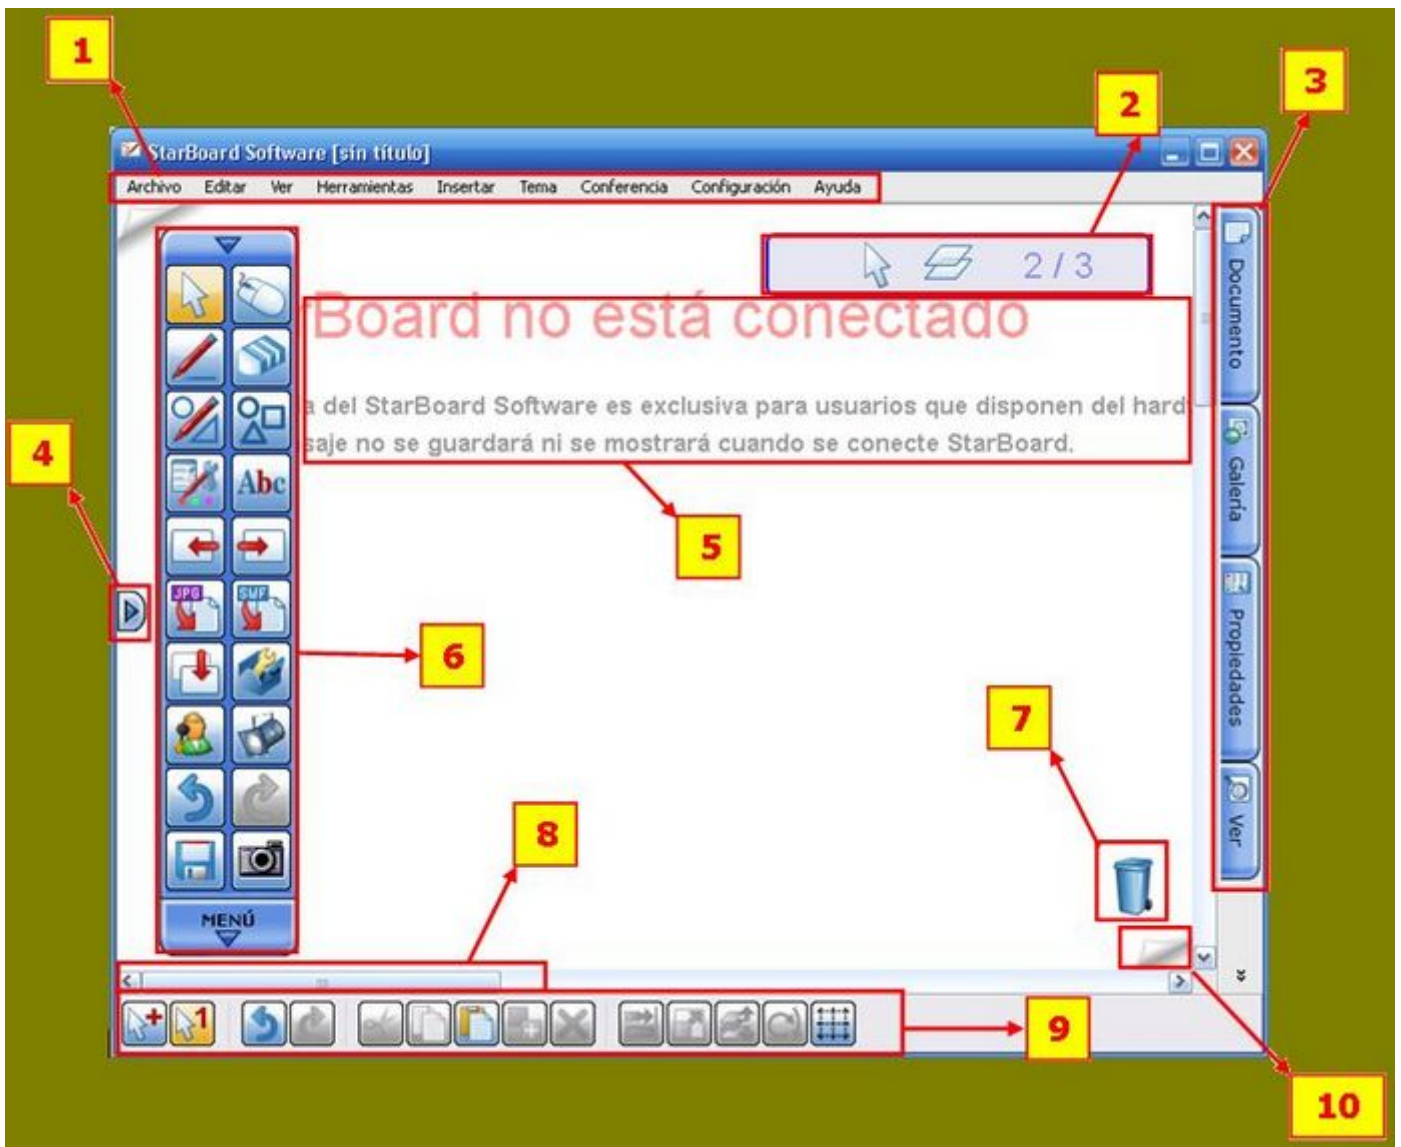 1
2
3
StarBoard Software [sin título]
Archivo Editar Ver Herramientas Insertar Tema Conferencia Configuración Ayuda
2 / 3
Documento
Board no está conectado
a del StarBoard Software es exclusiva para usuarios que disponen del hard
saje no se guardará ni se mostrará cuando se conecte StarBoard.
4
Galería
Abc
5
JPG SWF
Propiedades
6
7
8
Ver
MENÚ
1
9
10